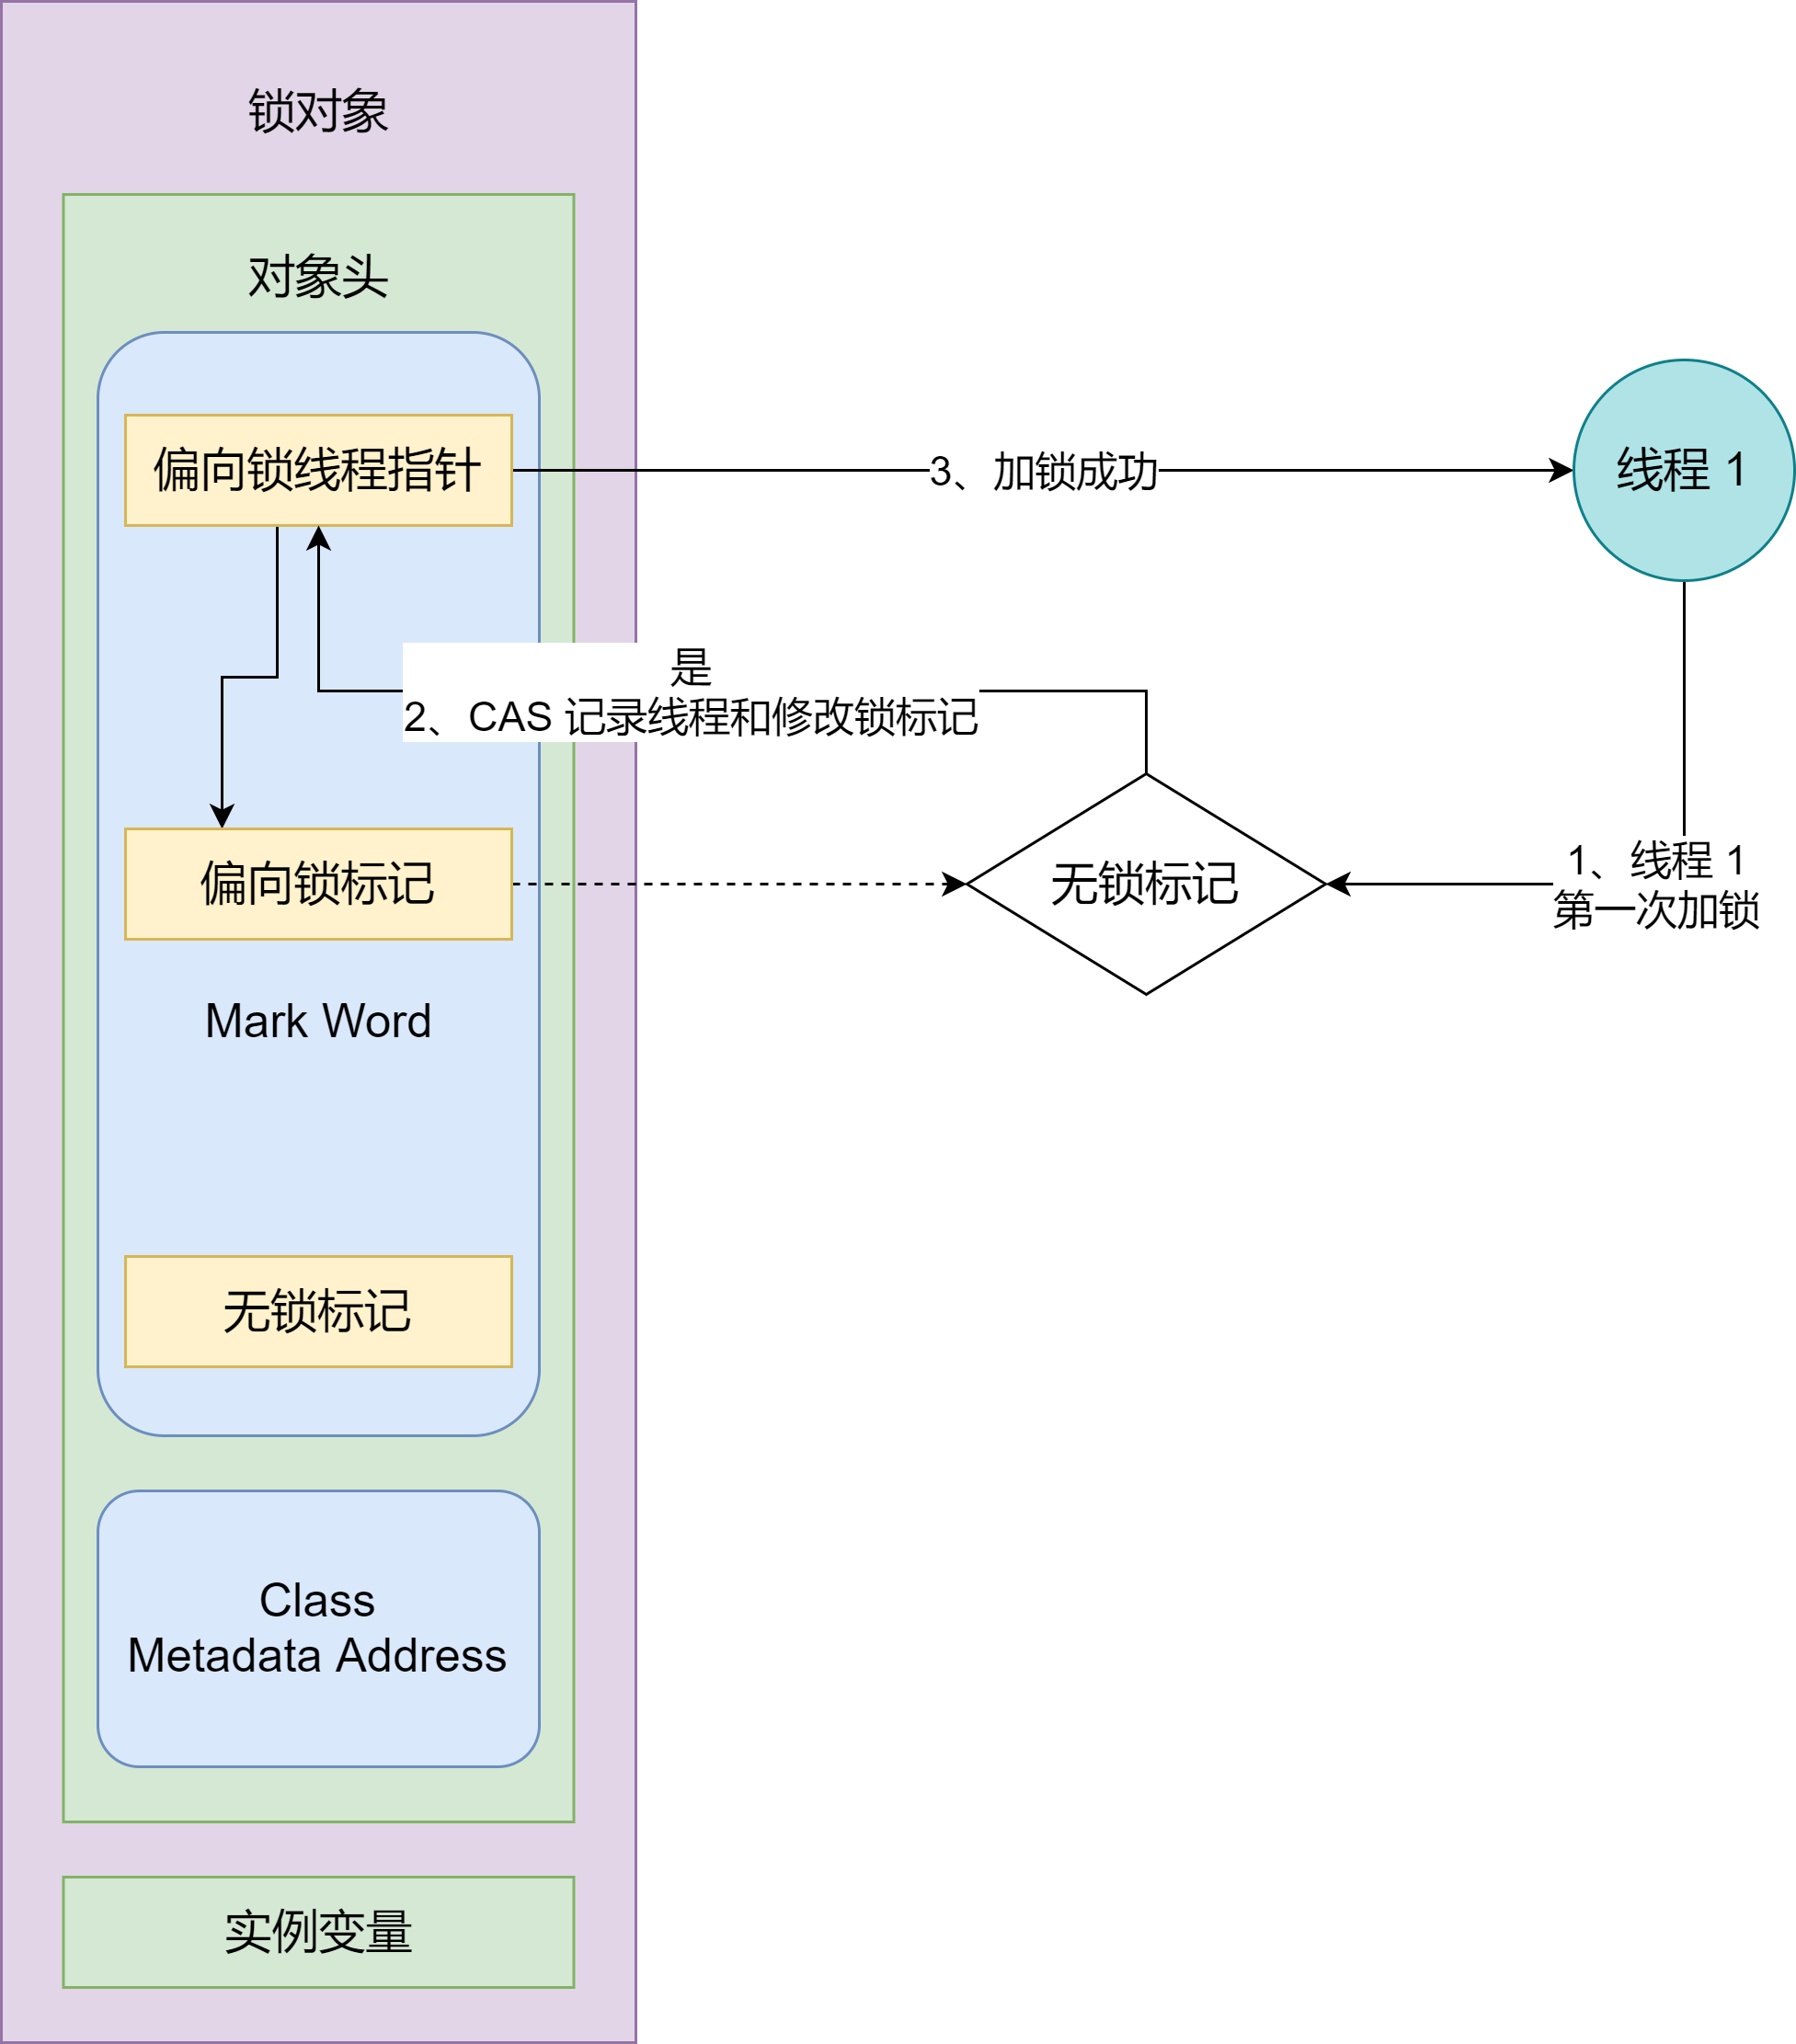 锁对象
对象头
偏向锁线程指针
3、加锁成功
线程 1
是
2、CAS 记录线程和修改锁标记
偏向锁标记
无锁标记
1、线程 1
第一次加锁
Mark Word
无锁标记
Class
Metadata Address
实例变量